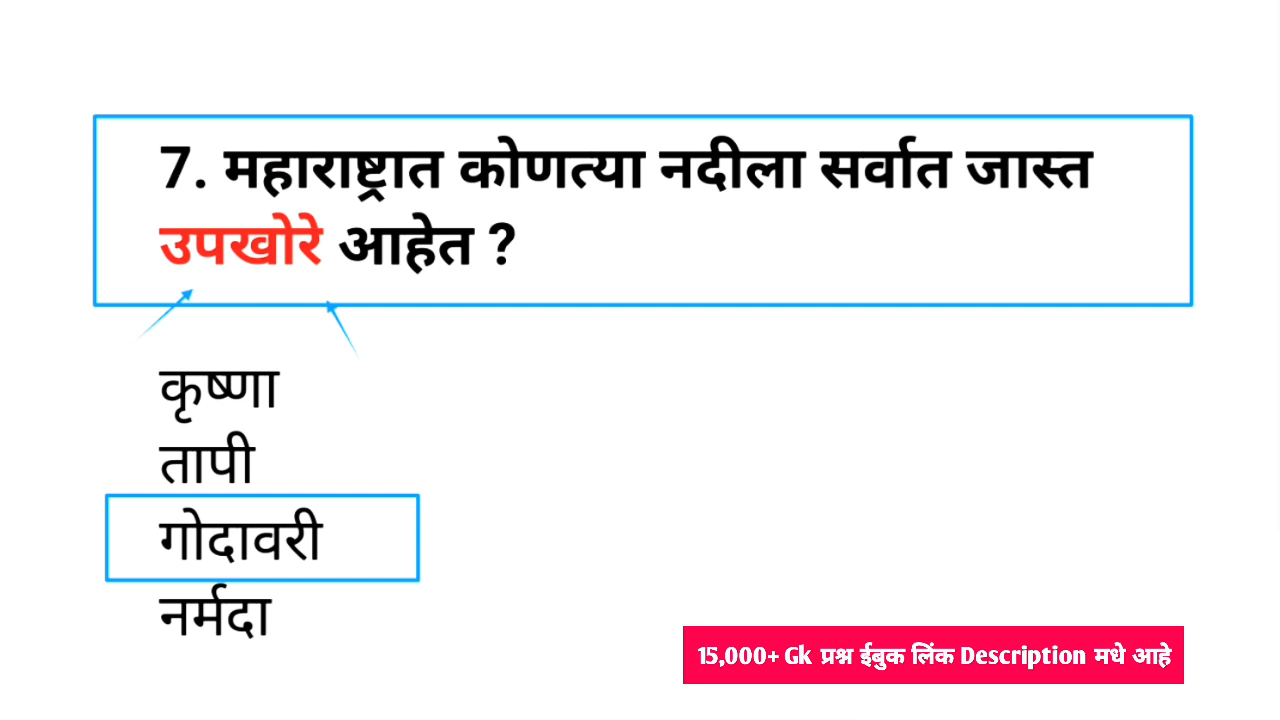 7. महाराष्ट्रात कोणत्या नदीला सर्वात जास्त
उपखोरे आहेत ?
कृष्णा
तापी
गोदावरी
नर्मदा
15,000+ Gk प्रश्न ईबुक लिंक Description मधे आहे